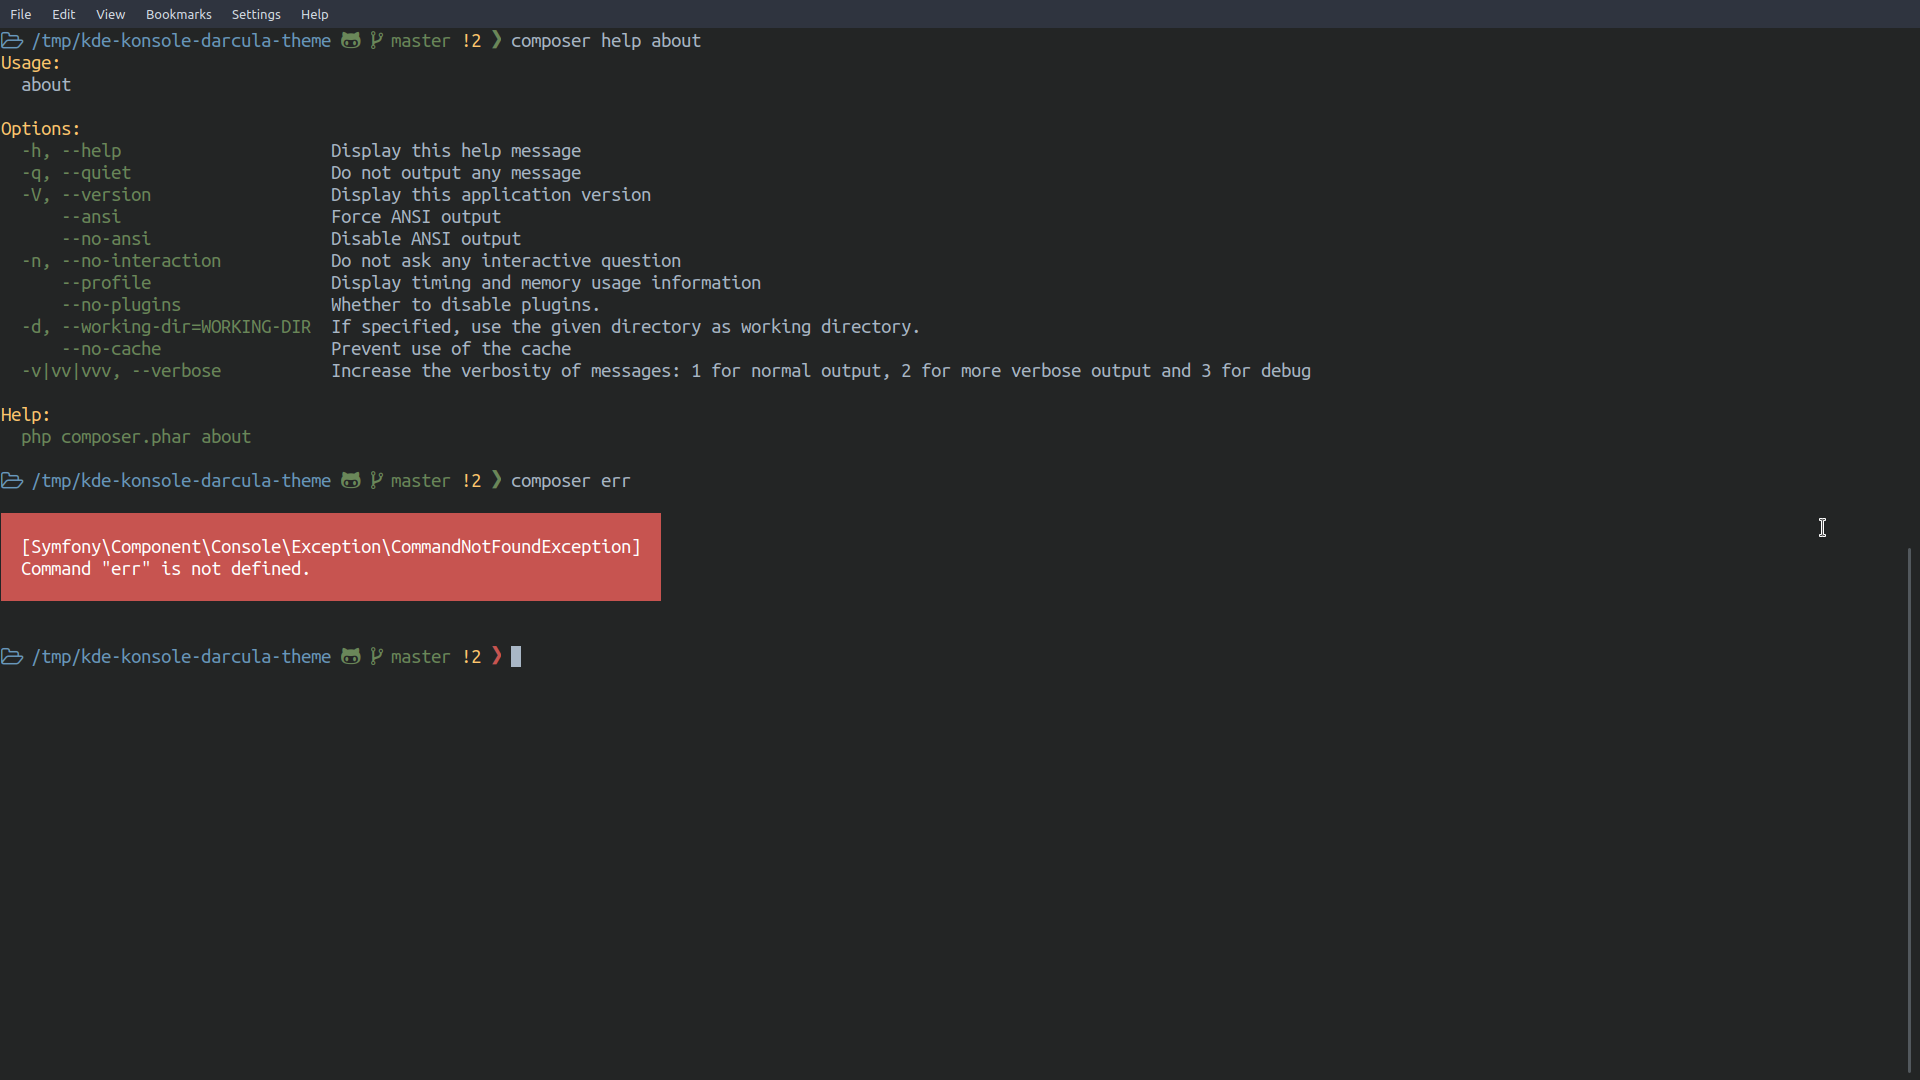 File Edit View Bookmarks Settings Help
/tmp/kde-konsole-darcula-theme master !2 ❯ composer help about
Usage:
  about

Options:
  -h, --help                     Display this help message
  -q, --quiet                    Do not output any message
  -V, --version                  Display this application version
      --ansi                     Force ANSI output
      --no-ansi                  Disable ANSI output
  -n, --no-interaction           Do not ask any interactive question
      --profile                  Display timing and memory usage information
      --no-plugins               Whether to disable plugins.
  -d, --working-dir=WORKING-DIR  If specified, use the given directory as working directory.
      --no-cache                 Prevent use of the cache
  -v|vv|vvv, --verbose           Increase the verbosity of messages: 1 for normal output, 2 for more verbose output and 3 for debug

Help:
  php composer.phar about

/tmp/kde-konsole-darcula-theme master !2 ❯ composer err

  [Symfony\Component\Console\Exception\CommandNotFoundException]
  Command "err" is not defined.

/tmp/kde-konsole-darcula-theme master !2 ❯